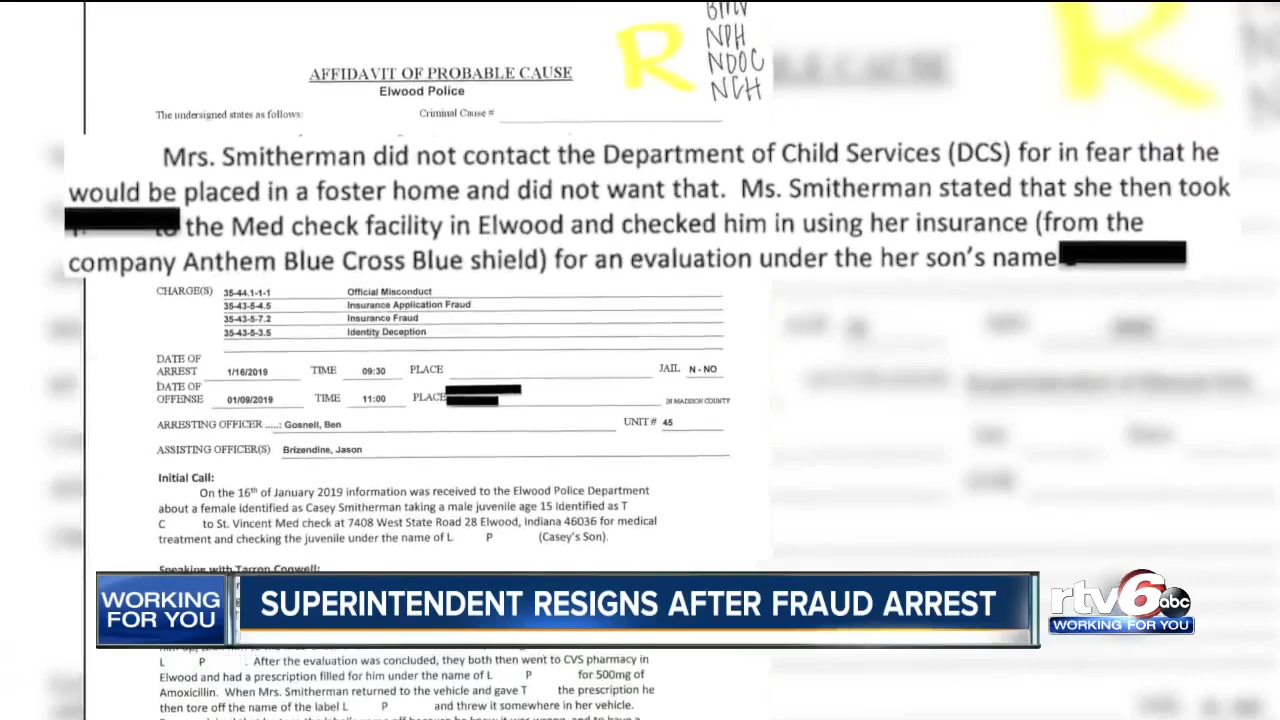 BMV
NPH
NDOC
NCH
R
R
AFFIDAVIT OF PROBABLE CAUSE
Elwood Police
The undersigned states as follows:
Criminal Cause #
Mrs. Smitherman did not contact the Department of Child Services (DCS) for in fear that he
would be placed in a foster home and did not want that. Ms. Smitherman stated that she then took
to the Med check facility in Elwood and checked him in using her insurance (from the
company Anthem Blue Cross Blue shield) for an evaluation under the her son's name
CHARGE(S) 35-44.1-1-1 Official Misconduct
35-43-5-4.5 Insurance Application Fraud
35-43-5-7.2 Insurance Fraud
35-43-5-3.5 Identity Deception
DATE OF
ARREST 1/16/2019 TIME 09:30 PLACE JAIL N - NO
DATE OF
OFFENSE 01/09/2019 TIME 11:00 PLACE IN MADISON COUNTY
ARRESTING OFFICER .....: Gosnell, Ben UNIT # 45
ASSISTING OFFICER(S) Brizendine, Jason
Initial Call:
On the 16th of January 2019 information was received to the Elwood Police Department
about a female identified as Casey Smitherman taking a male juvenile age 15 Identified as T
C to St. Vincent Med check at 7408 West State Road 28 Elwood, Indiana 46036 for medical
treatment and checking the juvenile under the name of L P (Casey's Son).
Speaking with Tarron Conwell:
WORKING
FOR YOU
SUPERINTENDENT RESIGNS AFTER FRAUD ARREST
rtv6 abc
WORKING FOR YOU
L P . After the evaluation was concluded, they both then went to CVS pharmacy in
Elwood and had a prescription filled for him under the name of L P for 500mg of
Amoxicillin. When Mrs. Smitherman returned to the vehicle and gave T the prescription he
then tore off the name of the label L P and threw it somewhere in her vehicle.